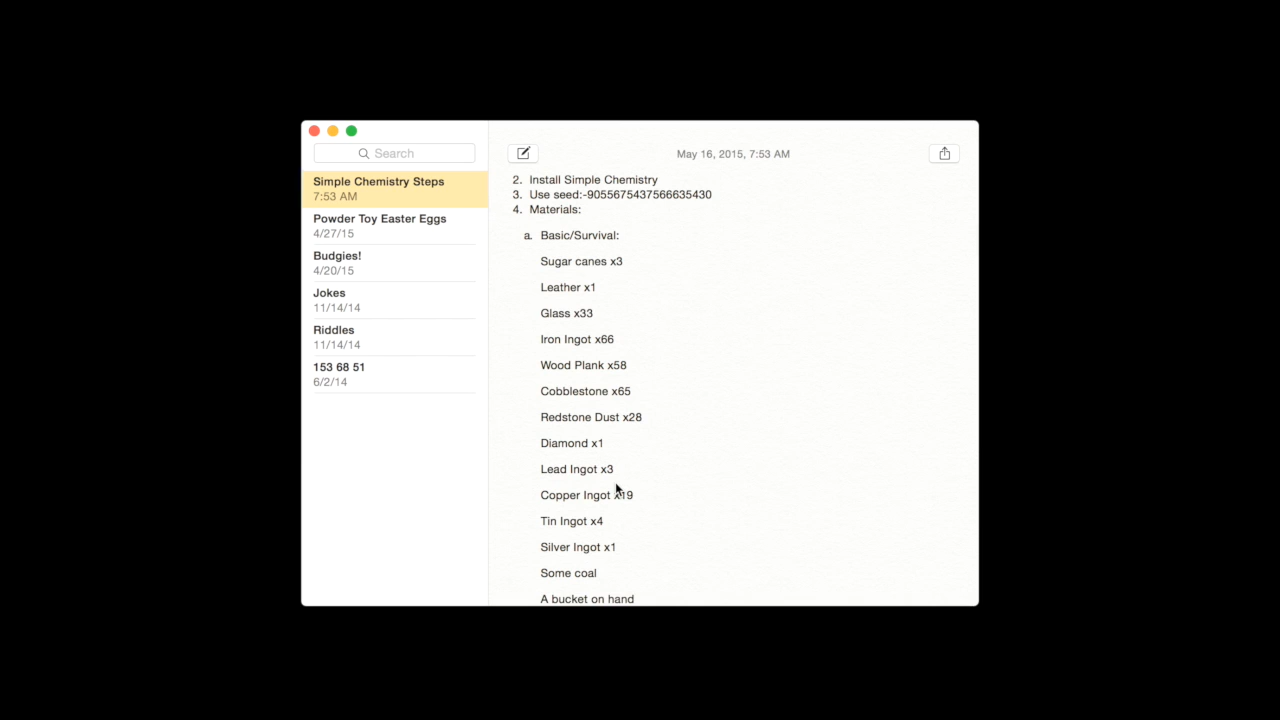 Search
Simple Chemistry Steps
7:53 AM
Powder Toy Easter Eggs
4/27/15
Budgies!
4/20/15
Jokes
11/14/14
Riddles
11/14/14
153 68 51
6/2/14
May 16, 2015, 7:53 AM
2. Install Simple Chemistry
3. Use seed:-9055675437566635430
4. Materials:
a. Basic/Survival:
Sugar canes x3
Leather x1
Glass x33
Iron Ingot x66
Wood Plank x58
Cobblestone x65
Redstone Dust x28
Diamond x1
Lead Ingot x3
Copper Ingot x19
Tin Ingot x4
Silver Ingot x1
Some coal
A bucket on hand